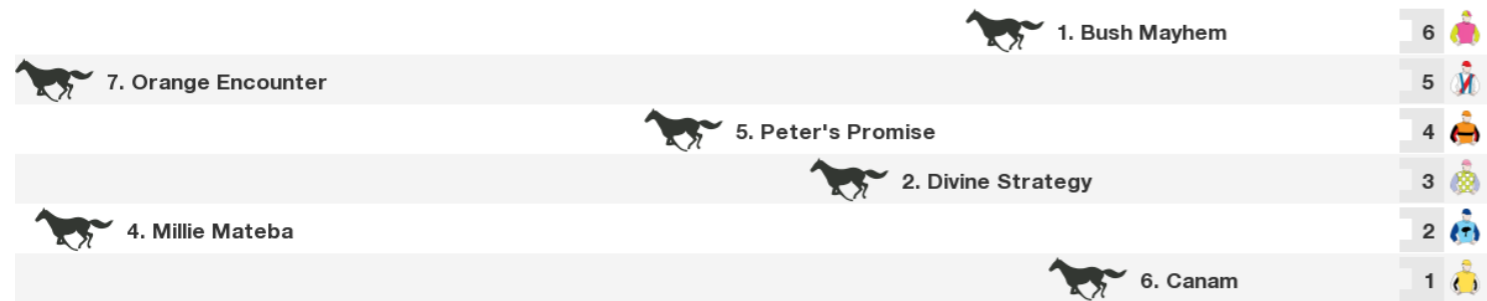 1. Bush Mayhem 6
7. Orange Encounter 5
5. Peter's Promise 4
2. Divine Strategy 3
4. Millie Mateba 2
6. Canam 1